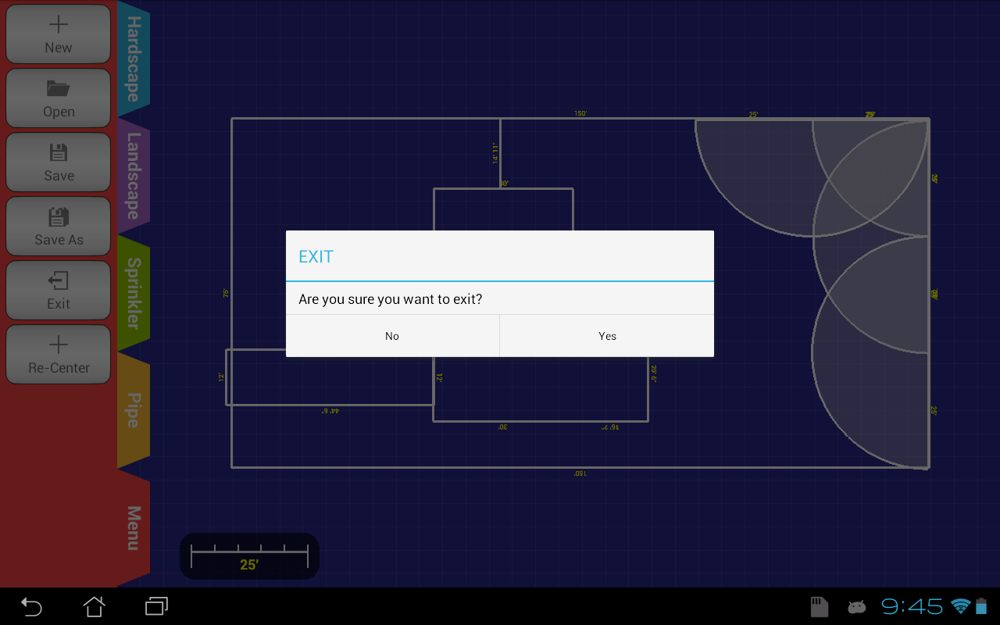 New
Open
Save
Save As
Exit
Re-Center
Hardscape
Landscape
Sprinkler
Pipe
Menu
150'
25'
25'
14' 11"
30'
75'
EXIT
Are you sure you want to exit?
No
Yes
12'
44' 6"
12'
20' 6"
30'
16' 2"
25'
150'
25'
9:45